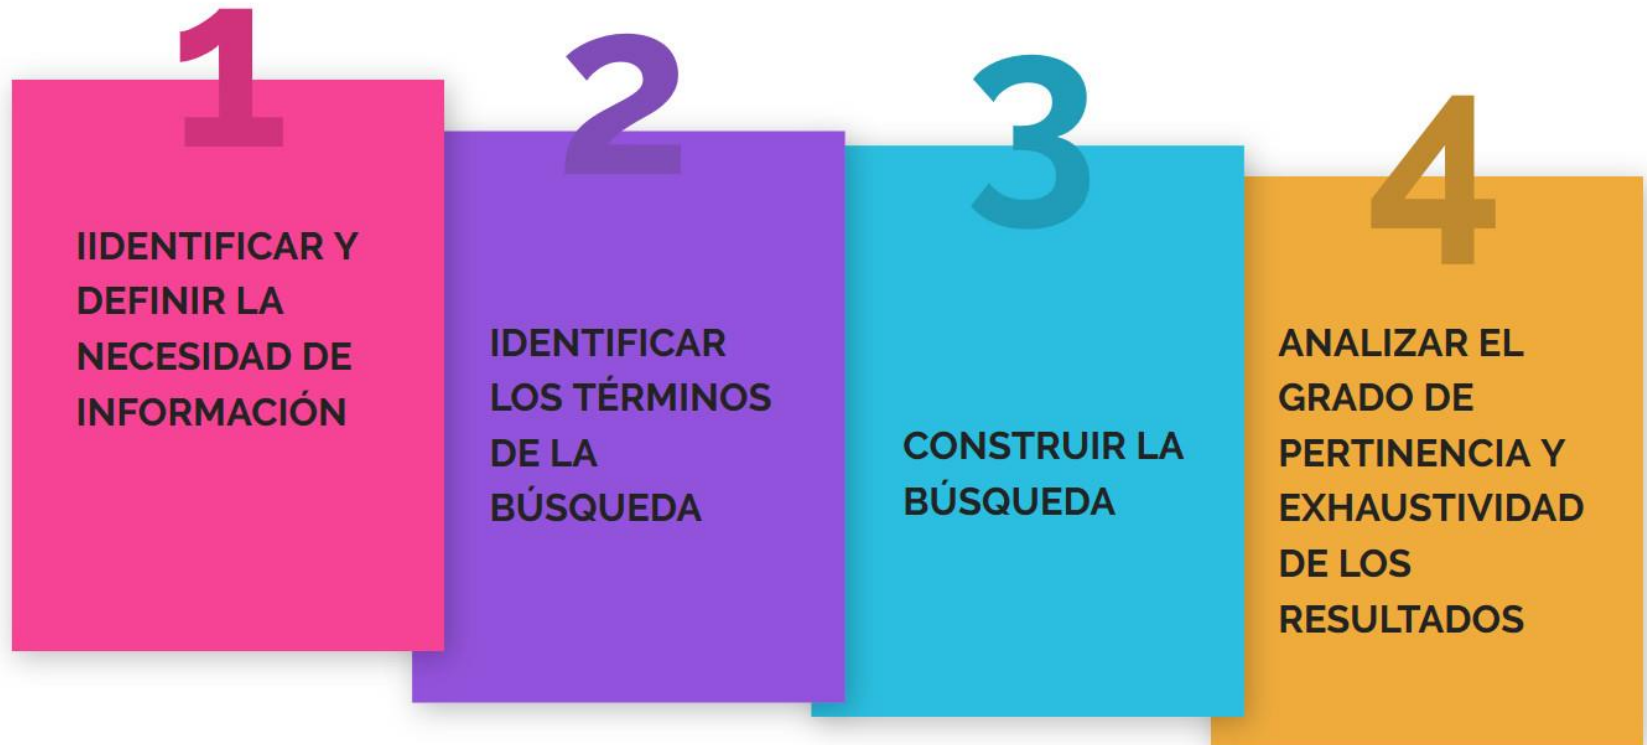 1
IIDENTIFICAR Y
DEFINIR LA
NECESIDAD DE
INFORMACIÓN
2
IDENTIFICAR
LOS TÉRMINOS
DE LA
BÚSQUEDA
3
CONSTRUIR LA
BÚSQUEDA
4
ANALIZAR EL
GRADO DE
PERTINENCIA Y
EXHAUSTIVIDAD
DE LOS
RESULTADOS